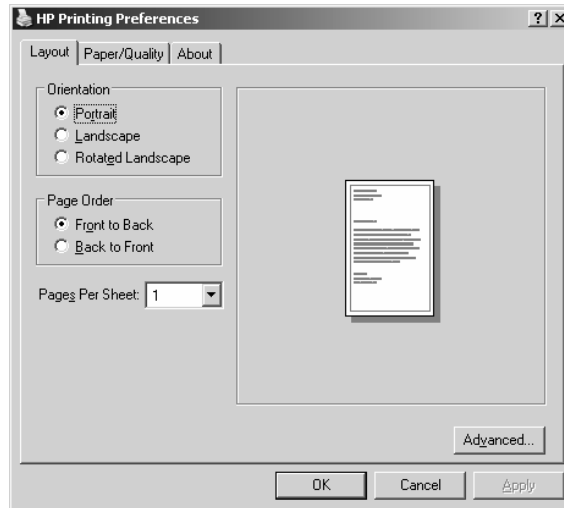 HP Printing Preferences
Layout Paper/Quality About
Orientation
Portrait
Landscape
Rotated Landscape
Page Order
Front to Back
Back to Front
Pages Per Sheet: 1
Advanced...
OK Cancel Apply